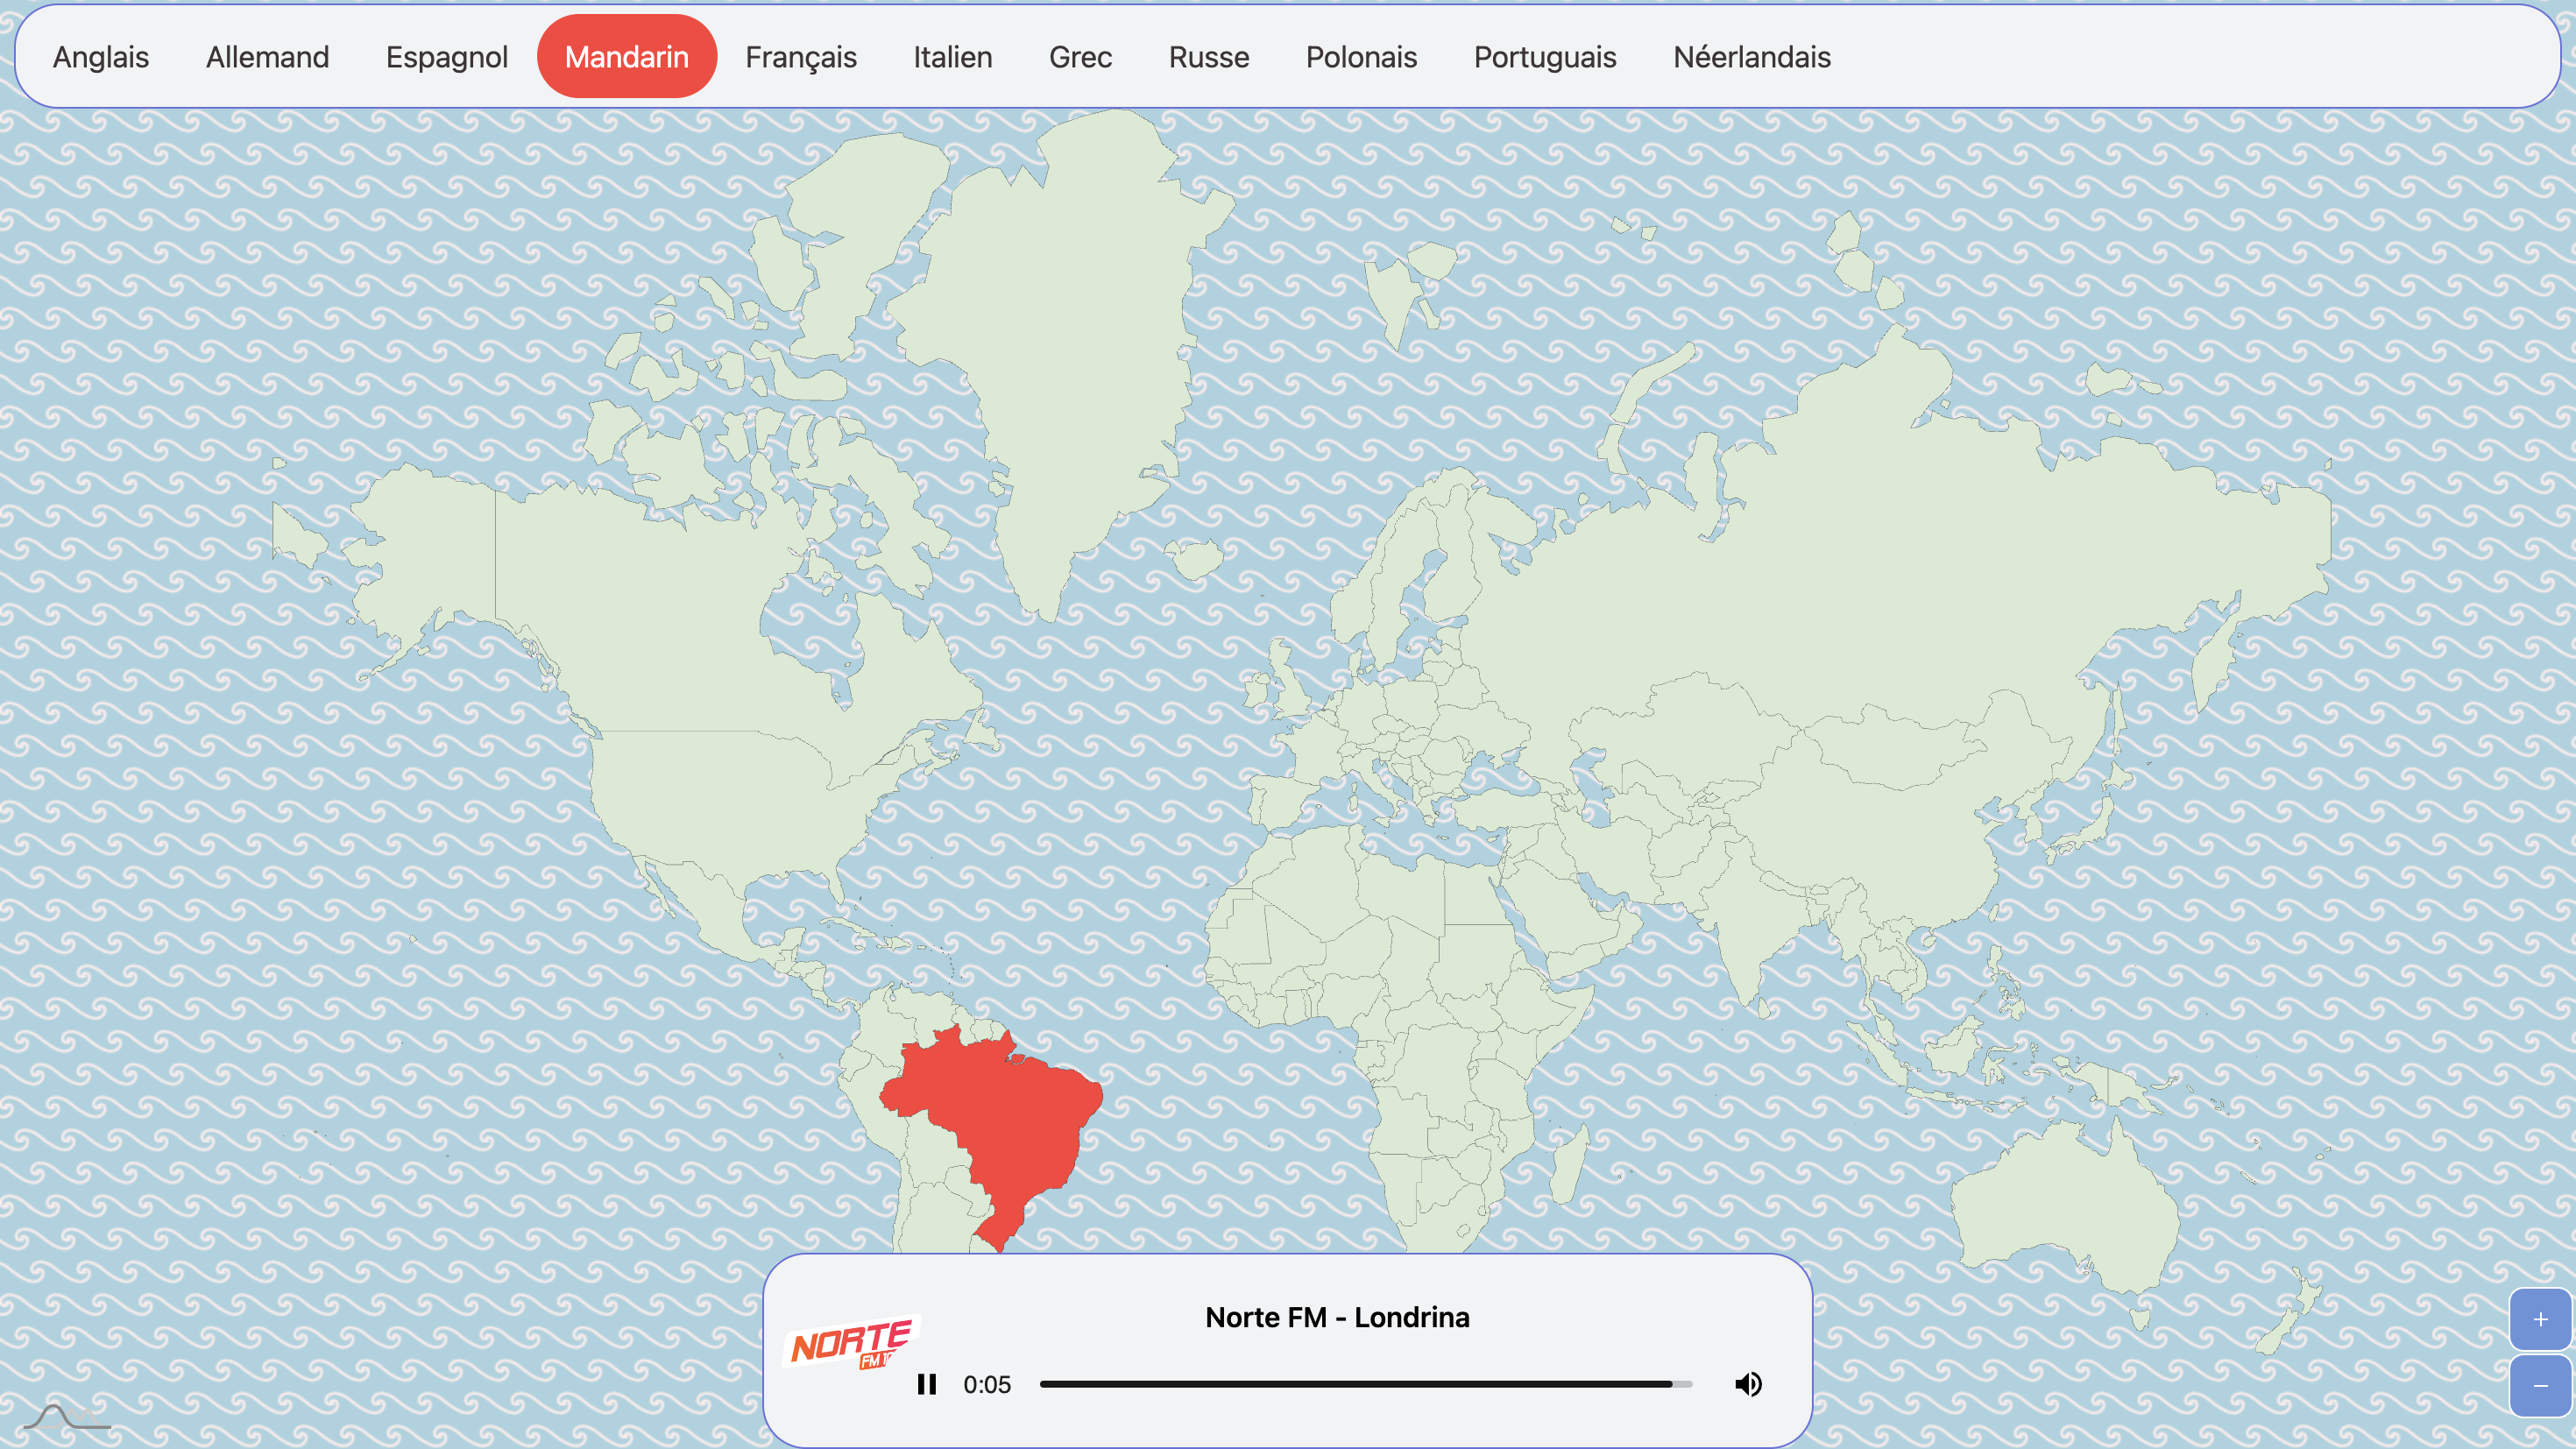 Anglais Allemand Espagnol Mandarin Français Italien Grec Russe Polonais Portuguais Néerlandais
Norte FM - Londrina
NORTE
FM
0:05
+
−